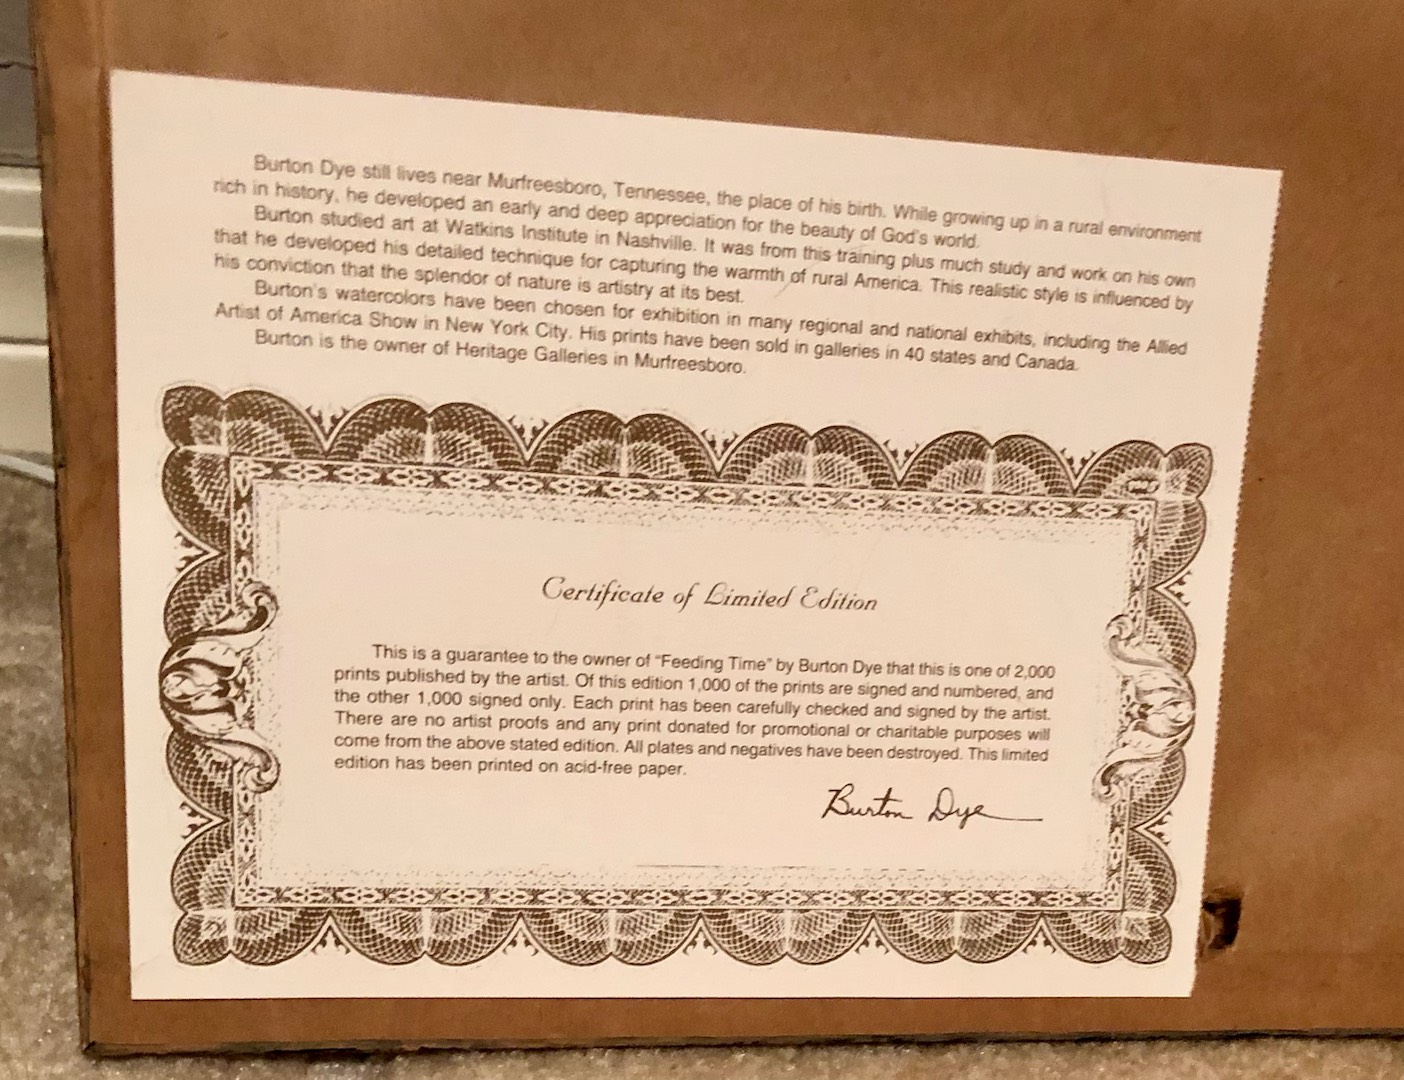 Burton Dye still lives near Murfreesboro, Tennessee, the place of his birth. While growing up in a rural environment
rich in history, he developed an early and deep appreciation for the beauty of God's world.
Burton studied art at Watkins Institute in Nashville. It was from this training plus much study and work on his own
that he developed his detailed technique for capturing the warmth of rural America. This realistic style is influenced by
his conviction that the splendor of nature is artistry at its best.
Burton's watercolors have been chosen for exhibition in many regional and national exhibits, including the Allied
Artist of America Show in New York City. His prints have been sold in galleries in 40 states and Canada.
Burton is the owner of Heritage Galleries in Murfreesboro.
Certificate of Limited Edition
This is a guarantee to the owner of "Feeding Time" by Burton Dye that this is one of 2,000
prints published by the artist. Of this edition 1,000 of the prints are signed and numbered, and
the other 1,000 signed only. Each print has been carefully checked and signed by the artist.
There are no artist proofs and any print donated for promotional or charitable purposes will
come from the above stated edition. All plates and negatives have been destroyed. This limited
edition has been printed on acid-free paper.
Burton Dye